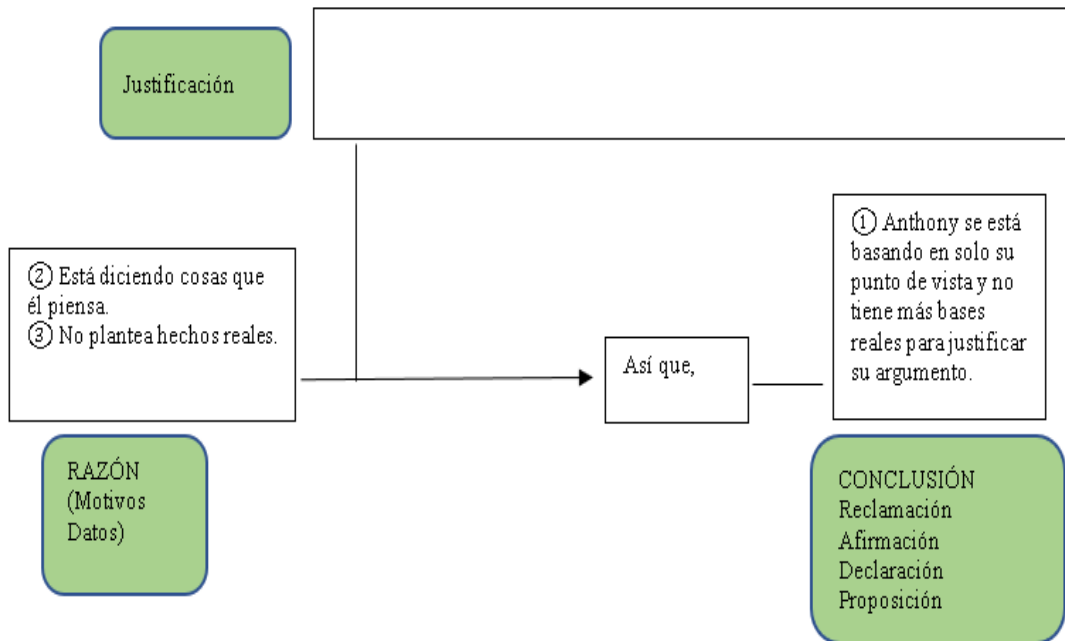 Justificación
② Está diciendo cosas que
él piensa.
③ No plantea hechos reales.
Así que,
① Anthony se está
basando en solo su
punto de vista y no
tiene más bases
reales para justificar
su argumento.
RAZÓN
(Motivos
Datos)
CONCLUSIÓN
Reclamación
Afirmación
Declaración
Proposición